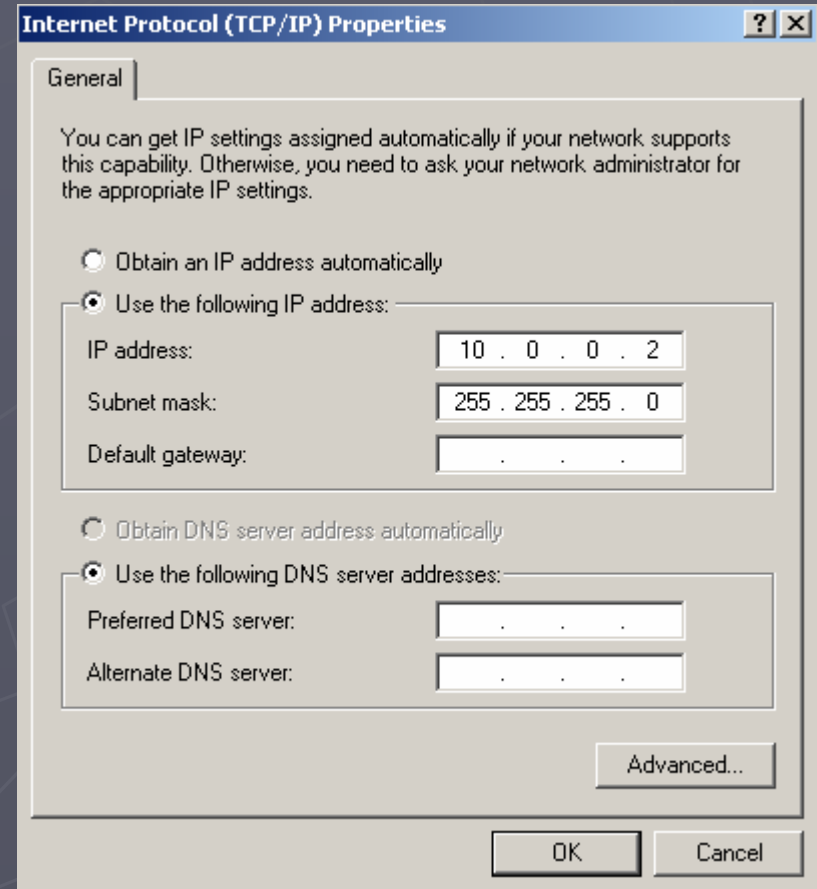 Internet Protocol (TCP/IP) Properties
General
You can get IP settings assigned automatically if your network supports
this capability. Otherwise, you need to ask your network administrator for
the appropriate IP settings.
Obtain an IP address automatically
Use the following IP address:
IP address: 10 . 0 . 0 . 2
Subnet mask: 255 . 255 . 255 . 0
Default gateway: . . .
Obtain DNS server address automatically
Use the following DNS server addresses:
Preferred DNS server: . . .
Alternate DNS server: . . .
Advanced...
OK Cancel